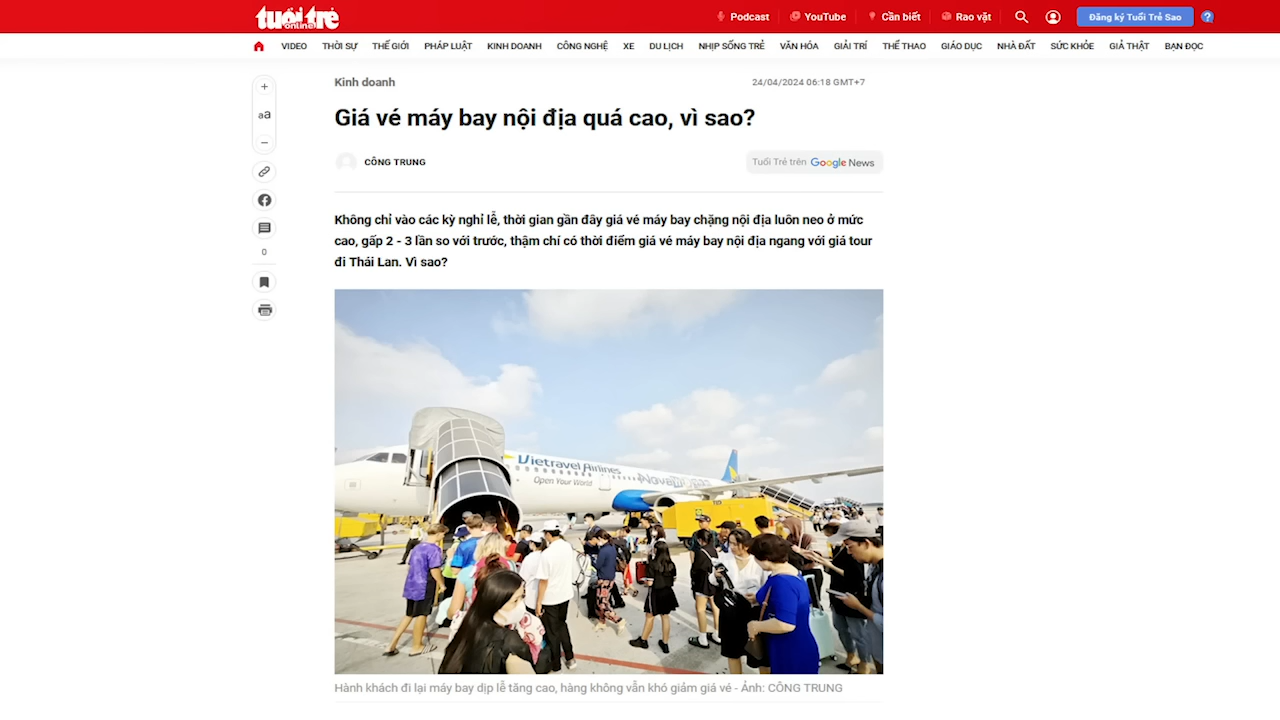 tuổi trẻ online
Podcast YouTube Cần biết Rao vặt Đăng ký Tuổi Trẻ Sao ?
VIDEO THỜI SỰ THẾ GIỚI PHÁP LUẬT KINH DOANH CÔNG NGHỆ XE DU LỊCH NHỊP SỐNG TRẺ VĂN HÓA GIẢI TRÍ THỂ THAO GIÁO DỤC NHÀ ĐẤT SỨC KHỎE GIẢ THẬT BẠN ĐỌC
+
aa
−
0
Kinh doanh 24/04/2024 06:18 GMT+7
Giá vé máy bay nội địa quá cao, vì sao?
CÔNG TRUNG Tuổi Trẻ trên Google News
Không chỉ vào các kỳ nghỉ lễ, thời gian gần đây giá vé máy bay chặng nội địa luôn neo ở mức
cao, gấp 2 - 3 lần so với trước, thậm chí có thời điểm giá vé máy bay nội địa ngang với giá tour
đi Thái Lan. Vì sao?
Vietravel Airlines
Open Your World
Hành khách đi lại máy bay dịp lễ tăng cao, hàng không vẫn khó giảm giá vé - Ảnh: CÔNG TRUNG